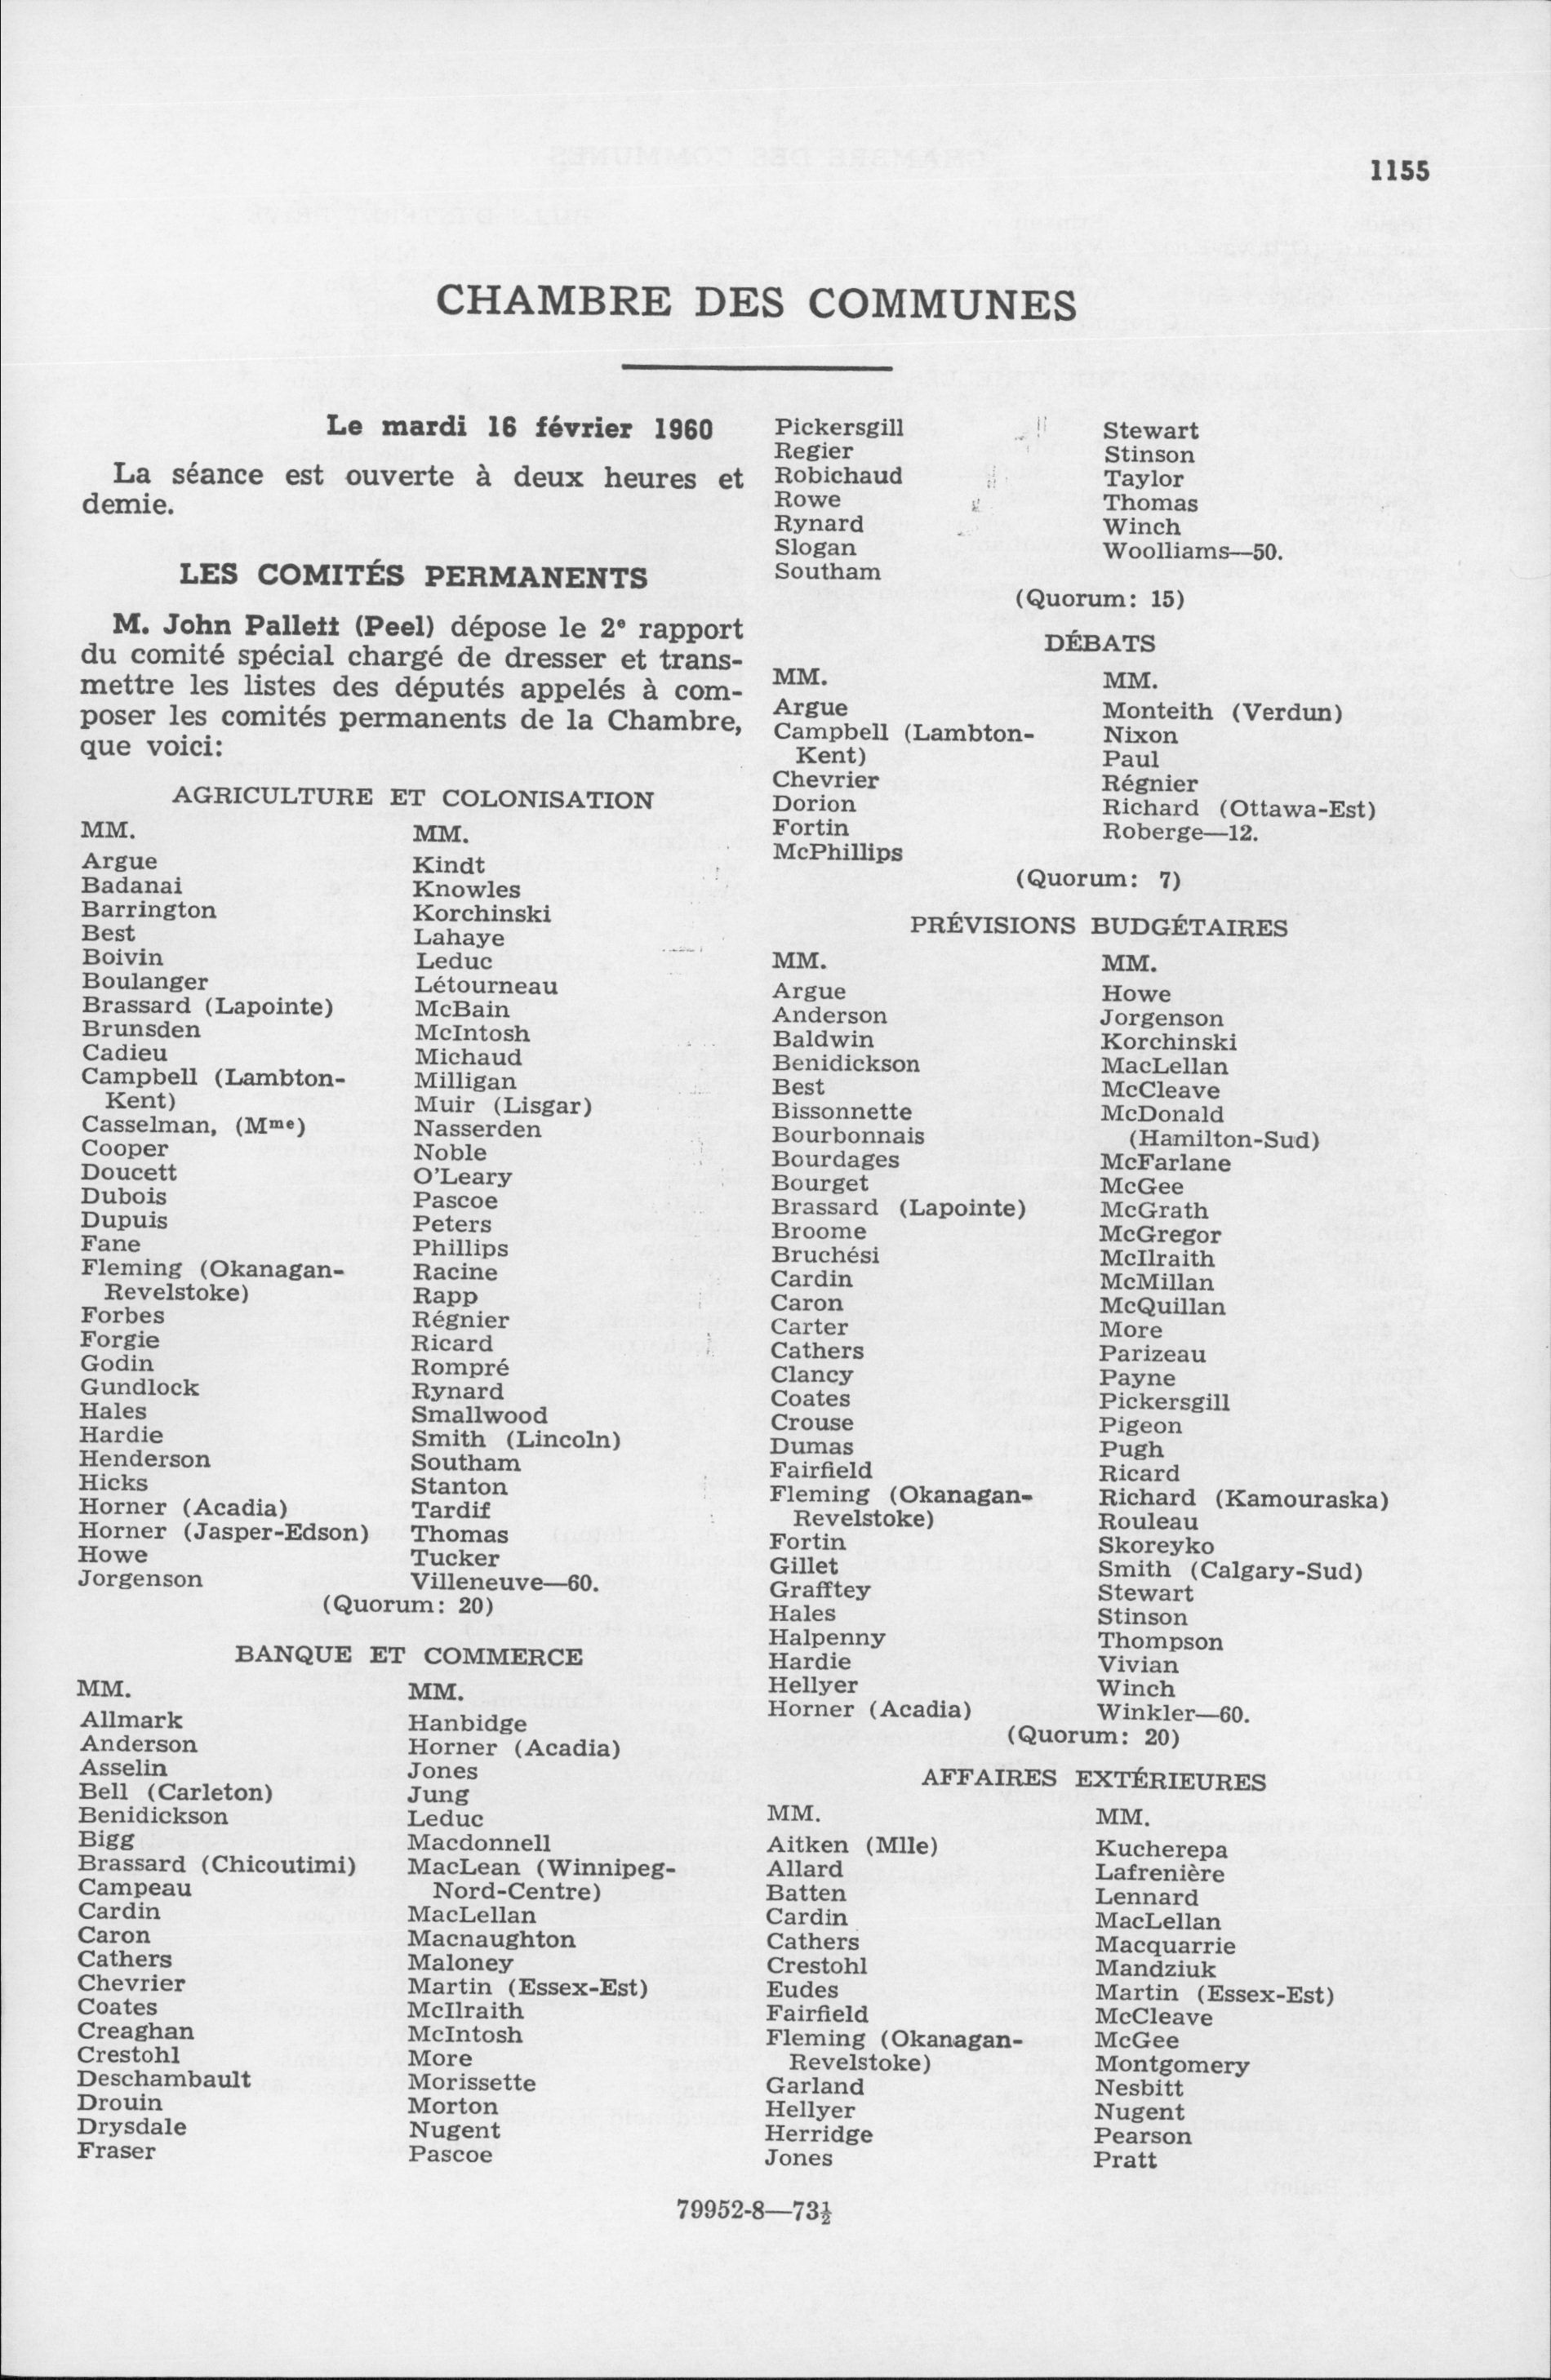 1155
CHAMBRE DES COMMUNES
Le mardi 16 février 1960
La séance est ouverte à deux heures et
demie.
LES COMITÉS PERMANENTS
M. John Pallett (Peel) dépose le 2e rapport
du comité spécial chargé de dresser et trans-
mettre les listes des députés appelés à com-
poser les comités permanents de la Chambre,
que voici:
AGRICULTURE ET COLONISATION
MM.
Argue
Badanai
Barrington
Best
Boivin
Boulanger
Brassard (Lapointe)
Brunsden
Cadieu
Campbell (Lambton-
Kent)
Casselman, (Mme)
Cooper
Doucett
Dubois
Dupuis
Fane
Fleming (Okanagan-
Revelstoke)
Forbes
Forgie
Godin
Gundlock
Hales
Hardie
Henderson
Hicks
Horner (Acadia)
Horner (Jasper-Edson)
Howe
Jorgenson
MM.
Kindt
Knowles
Korchinski
Lahaye
Leduc
Létourneau
McBain
McIntosh
Michaud
Milligan
Muir (Lisgar)
Nasserden
Noble
O'Leary
Pascoe
Peters
Phillips
Racine
Rapp
Régnier
Ricard
Rompré
Rynard
Smallwood
Smith (Lincoln)
Southam
Stanton
Tardif
Thomas
Tucker
Villeneuve—60.
(Quorum: 20)
BANQUE ET COMMERCE
MM.
Allmark
Anderson
Asselin
Bell (Carleton)
Benidickson
Bigg
Brassard (Chicoutimi)
Campeau
Cardin
Caron
Cathers
Chevrier
Coates
Creaghan
Crestohl
Deschambault
Drouin
Drysdale
Fraser
MM.
Hanbidge
Horner (Acadia)
Jones
Jung
Leduc
Macdonnell
MacLean (Winnipeg-
Nord-Centre)
MacLellan
Macnaughton
Maloney
Martin (Essex-Est)
McIlraith
McIntosh
More
Morissette
Morton
Nugent
Pascoe
Pickersgill
Regier
Robichaud
Rowe
Rynard
Slogan
Southam
Stewart
Stinson
Taylor
Thomas
Winch
Woolliams—50.
(Quorum: 15)
DÉBATS
MM.
Argue
Campbell (Lambton-
Kent)
Chevrier
Dorion
Fortin
McPhillips
MM.
Monteith (Verdun)
Nixon
Paul
Régnier
Richard (Ottawa-Est)
Roberge—12.
(Quorum: 7)
PRÉVISIONS BUDGÉTAIRES
MM.
Argue
Anderson
Baldwin
Benidickson
Best
Bissonnette
Bourbonnais
Bourdages
Bourget
Brassard (Lapointe)
Broome
Bruchési
Cardin
Caron
Carter
Cathers
Clancy
Coates
Crouse
Dumas
Fairfield
Fleming (Okanagan-
Revelstoke)
Fortin
Gillet
Grafftey
Hales
Halpenny
Hardie
Hellyer
Horner (Acadia)
MM.
Howe
Jorgenson
Korchinski
MacLellan
McCleave
McDonald
(Hamilton-Sud)
McFarlane
McGee
McGrath
McGregor
McIlraith
McMillan
McQuillan
More
Parizeau
Payne
Pickersgill
Pigeon
Pugh
Ricard
Richard (Kamouraska)
Rouleau
Skoreyko
Smith (Calgary-Sud)
Stewart
Stinson
Thompson
Vivian
Winch
Winkler—60.
(Quorum: 20)
AFFAIRES EXTÉRIEURES
MM.
Aitken (Mlle)
Allard
Batten
Cardin
Cathers
Crestohl
Eudes
Fairfield
Fleming (Okanagan-
Revelstoke)
Garland
Hellyer
Herridge
Jones
MM.
Kucherepa
Lafrenière
Lennard
MacLellan
Macquarrie
Mandziuk
Martin (Essex-Est)
McCleave
McGee
Montgomery
Nesbitt
Nugent
Pearson
Pratt
79952-8—73½